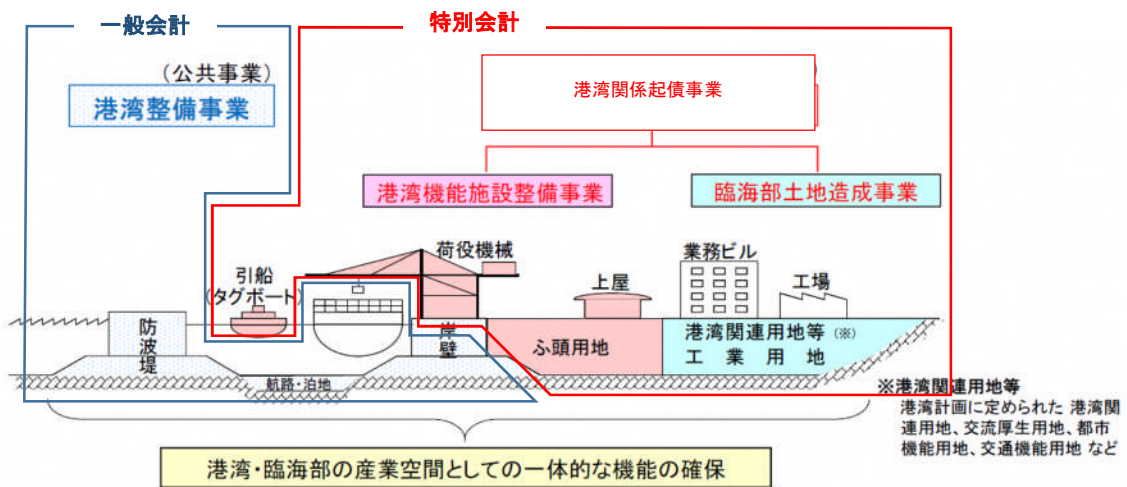 一般会計
特別会計
(公共事業)
港湾整備事業
港湾関係起債事業
港湾機能施設整備事業
臨海部土地造成事業
荷役機械
業務ビル
引船
(タグボート)
上屋
工場
防波堤
岸壁
ふ頭用地
港湾関連用地等(※)
工業用地
航路・泊地
※港湾関連用地等
港湾計画に定められた 港湾関
連用地、交流厚生用地、都市
機能用地、交通機能用地 など
港湾・臨海部の産業空間としての一体的な機能の確保